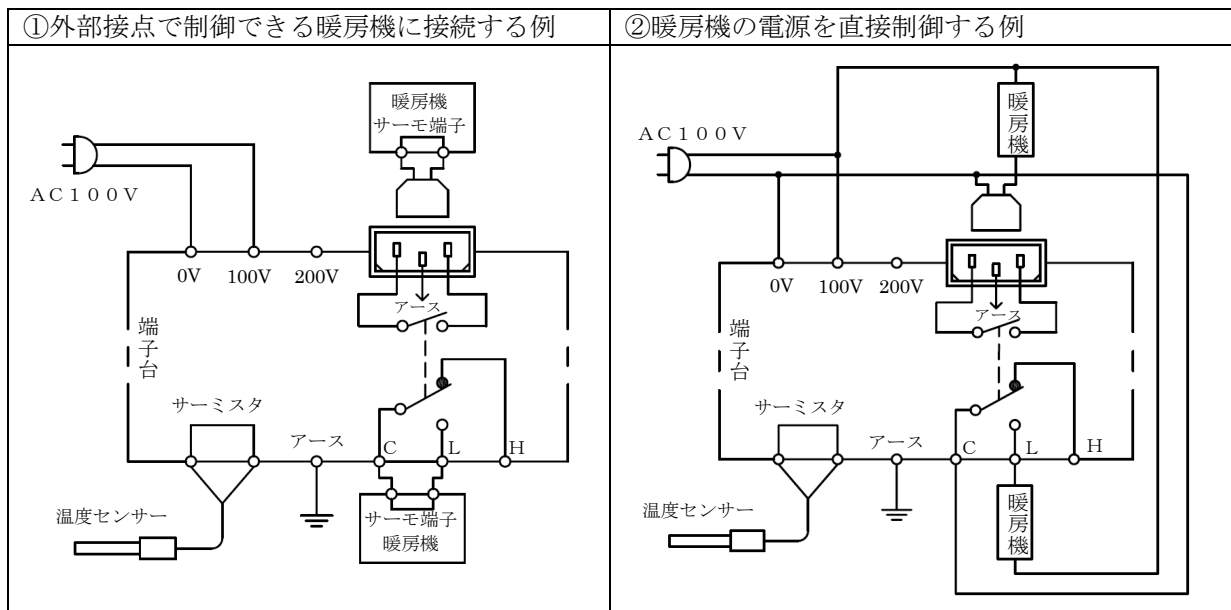 ①外部接点で制御できる暖房機に接続する例
暖房機
サーモ端子
AC100V
0V 100V 200V
アース
端子台
サーミスタ
アース
C
L
H
温度センサー
サーモ端子
暖房機
②暖房機の電源を直接制御する例
暖房機
AC100V
0V 100V 200V
アース
端子台
サーミスタ
アース
C
L
H
温度センサー
暖房機